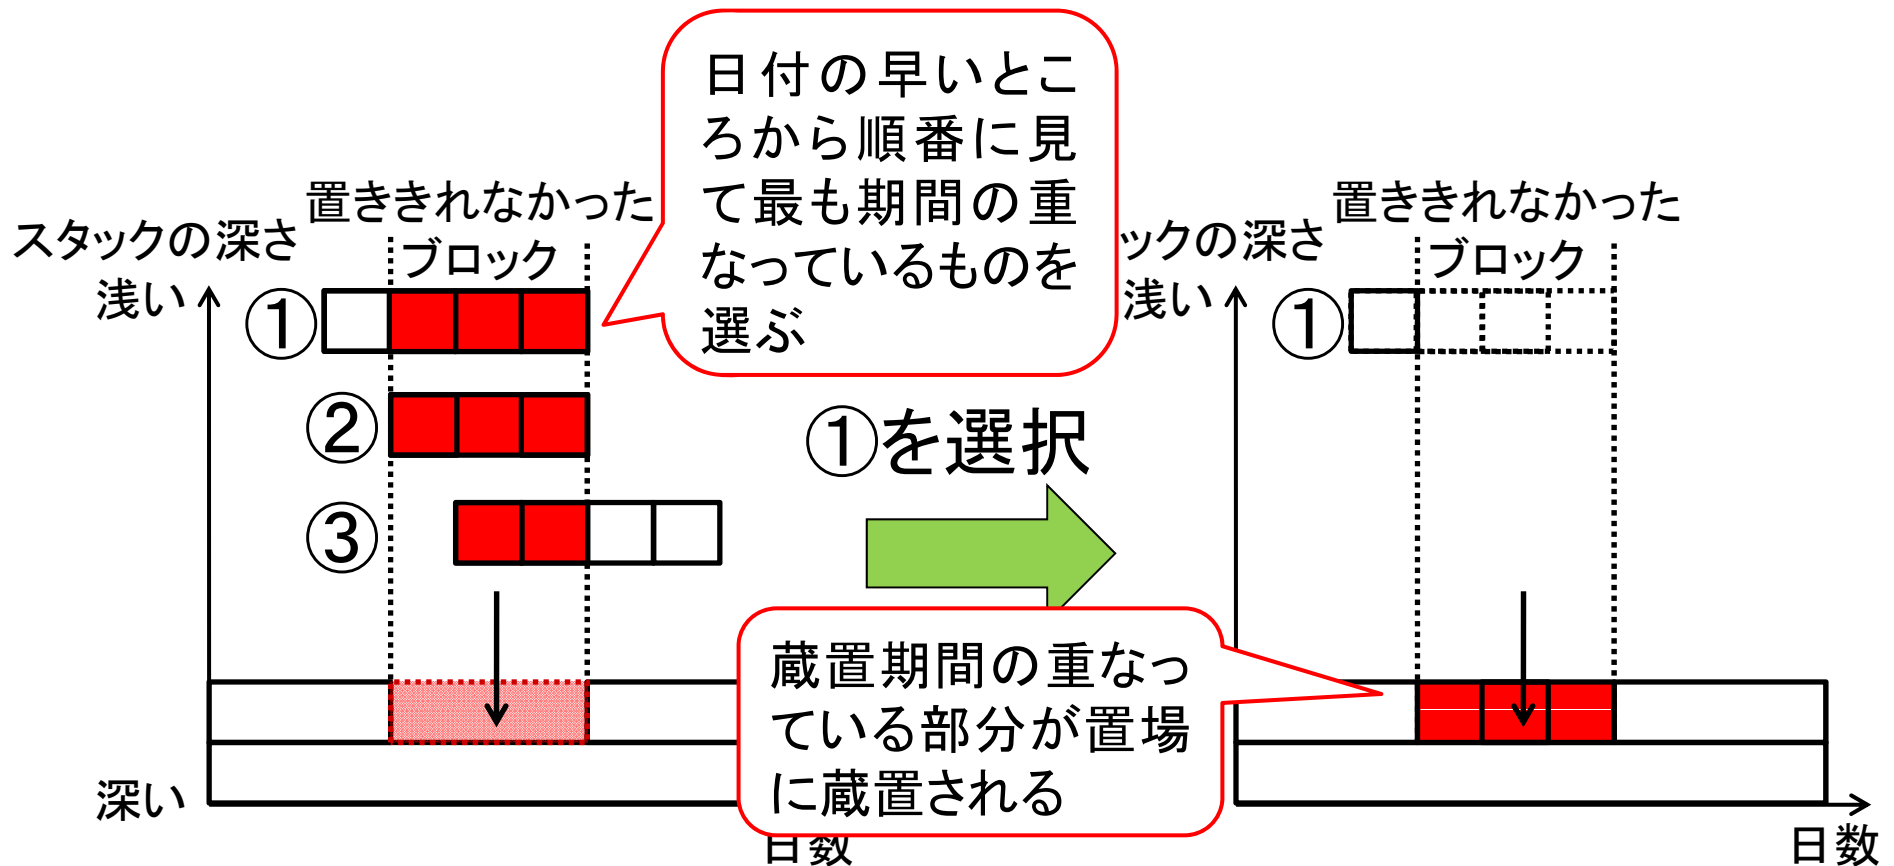 日付の早いとこ
ろから順番に見
て最も期間の重
なっているものを
選ぶ
置ききれなかった
ブロック
スタックの深さ
浅い
①
②
③
深い
日数
①を選択
蔵置期間の重なっ
ている部分が置場
に蔵置される
置ききれなかった
ブロック
ックの深さ
浅い
①
日数